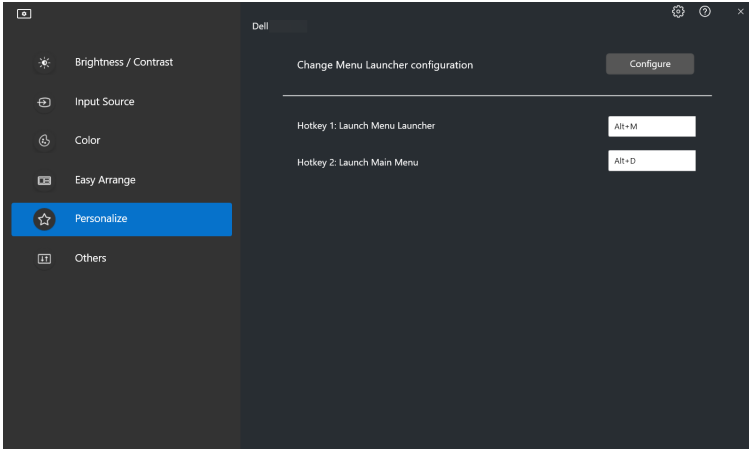 Dell
Brightness / Contrast
Input Source
Color
Easy Arrange
Personalize
Others
Change Menu Launcher configuration
Configure
Hotkey 1: Launch Menu Launcher
Alt+M
Hotkey 2: Launch Main Menu
Alt+D